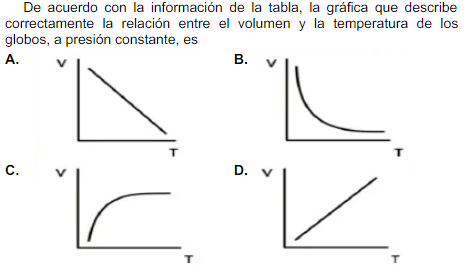 De acuerdo con la información de la tabla, la gráfica que describe
correctamente la relación entre el volumen y la temperatura de los
globos, a presión constante, es
A. V
B. V
T
T
C. V
D. V
T
T